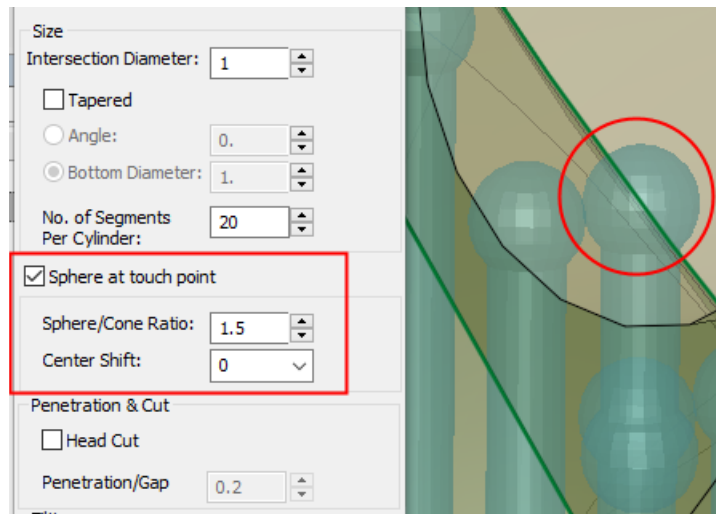 Size
Intersection Diameter: 1
Tapered
Angle: 0.
Bottom Diameter: 1.
No. of Segments
Per Cylinder: 20
Sphere at touch point
Sphere/Cone Ratio: 1.5
Center Shift: 0
Penetration & Cut
Head Cut
Penetration/Gap 0.2